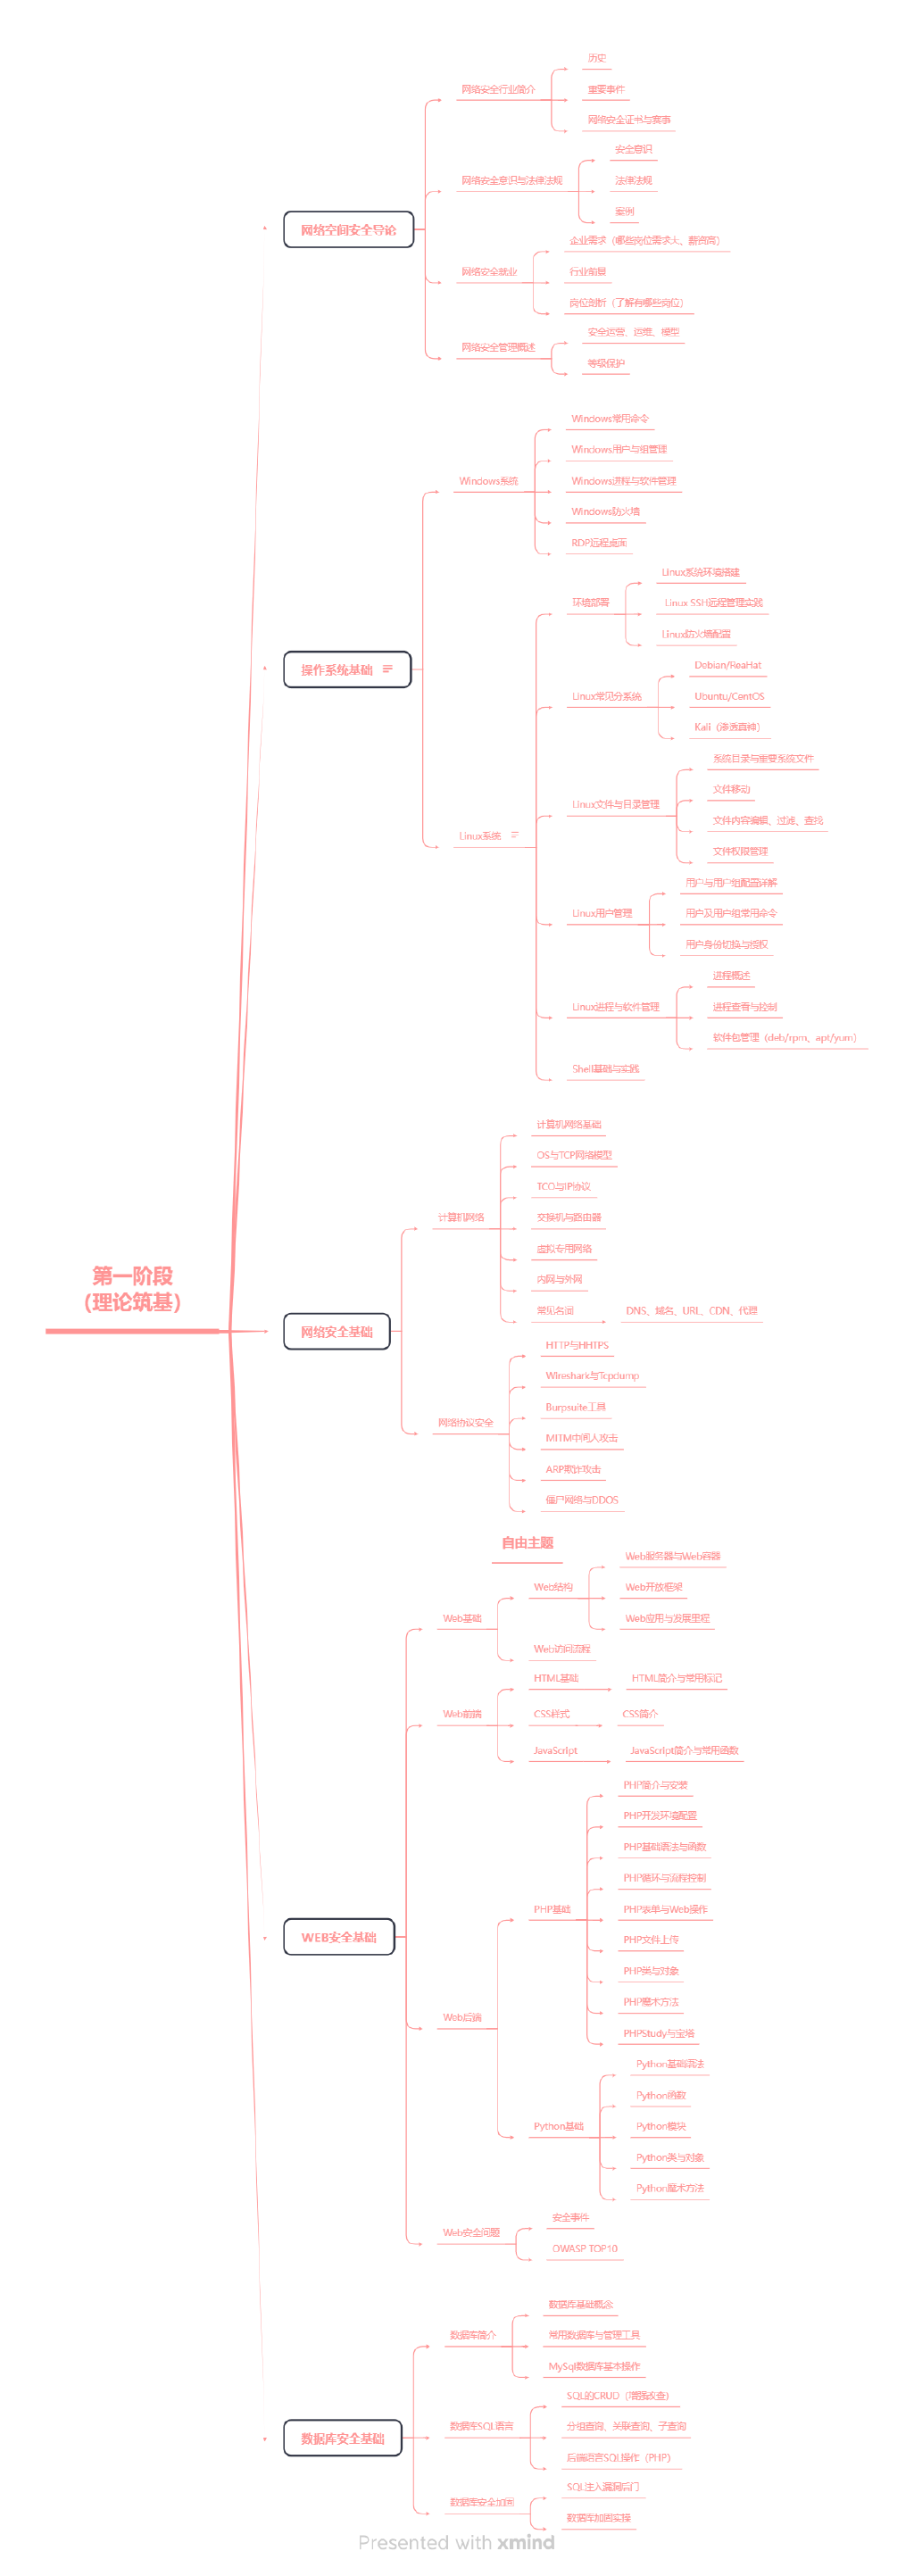 第一阶段
(理论筑基)
网络空间安全导论
网络安全行业简介
历史
重要事件
网络安全证书与赛事
网络安全意识与法律法规
安全意识
法律法规
案例
网络安全就业
企业需求（哪些岗位需求大、薪资高）
行业前景
岗位剖析（了解有哪些岗位）
网络安全管理概述
安全运营、运维、模型
等级保护
操作系统基础
Windows系统
Windows常用命令
Windows用户与组管理
Windows进程与软件管理
Windows防火墙
RDP远程桌面
Linux系统
环境部署
Linux系统环境搭建
Linux SSH远程管理实践
Linux防火墙配置
Linux常见分系统
Debian/ReaHat
Ubuntu/CentOS
Kali（渗透真神）
Linux文件与目录管理
系统目录与重要系统文件
文件移动
文件内容编辑、过滤、查找
文件权限管理
Linux用户管理
用户与用户组配置详解
用户及用户组常用命令
用户身份切换与授权
Linux进程与软件管理
进程概述
进程查看与控制
软件包管理（deb/rpm、apt/yum）
Shell基础与实践
网络安全基础
计算机网络
计算机网络基础
OS与TCP网络模型
TCO与IP协议
交换机与路由器
虚拟专用网络
内网与外网
常见名词
DNS、域名、URL、CDN、代理
网络协议安全
HTTP与HHTPS
Wireshark与Tcpdump
Burpsuite工具
MITM中间人攻击
ARP欺诈攻击
僵尸网络与DDOS
自由主题
WEB安全基础
Web基础
Web结构
Web服务器与Web容器
Web开放框架
Web应用与发展里程
Web访问流程
Web前端
HTML基础
HTML简介与常用标记
CSS样式
CSS简介
JavaScript
JavaScript简介与常用函数
Web后端
PHP基础
PHP简介与安装
PHP开发环境配置
PHP基础语法与函数
PHP循环与流程控制
PHP表单与Web操作
PHP文件上传
PHP类与对象
PHP魔术方法
PHPStudy与宝塔
Python基础
Python基础语法
Python函数
Python模块
Python类与对象
Python魔术方法
Web安全问题
安全事件
OWASP TOP10
数据库安全基础
数据库简介
数据库基础概念
常用数据库与管理工具
MySql数据库基本操作
数据库SQL语言
SQL的CRUD（增删改查）
分组查询、关联查询、子查询
后端语言SQL操作（PHP）
数据库安全加固
SQL注入漏洞后门
数据库加固实操
Presented with xmind